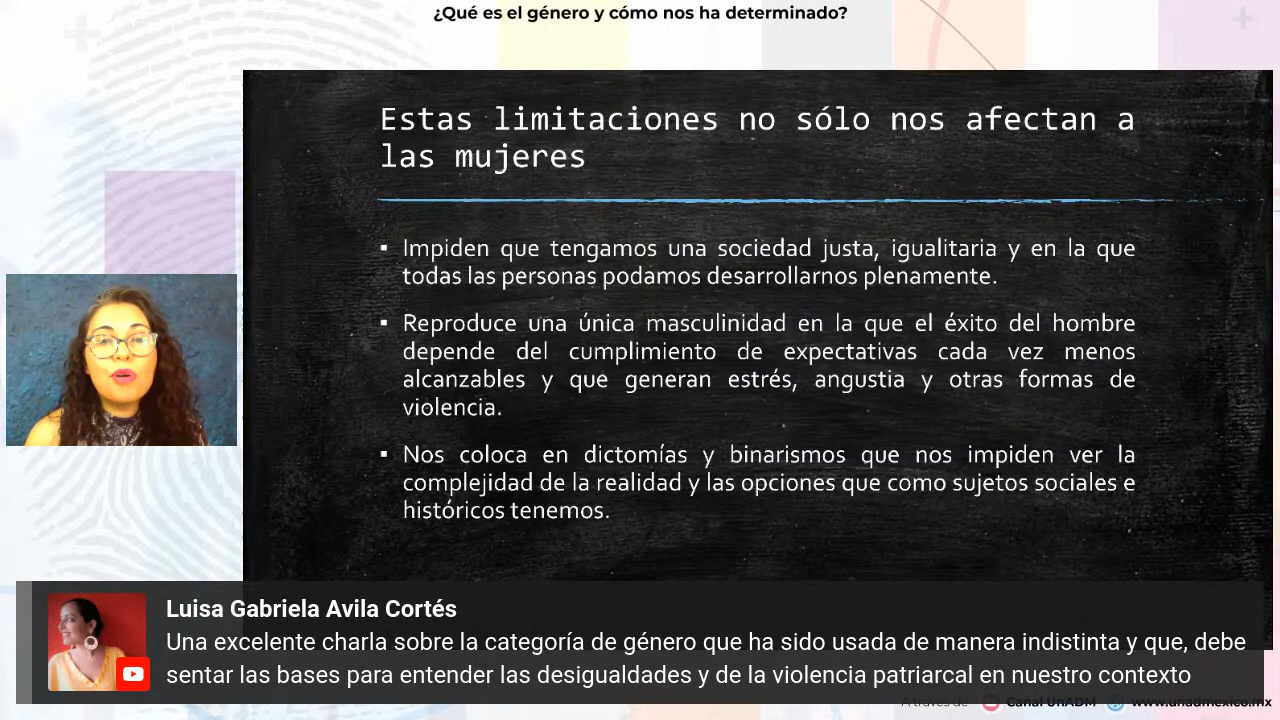 ¿Qué es el género y cómo nos ha determinado?
Estas limitaciones no sólo nos afectan a
las mujeres
▪ Impiden que tengamos una sociedad justa, igualitaria y en la que
todas las personas podamos desarrollarnos plenamente.
▪ Reproduce una única masculinidad en la que el éxito del hombre
depende del cumplimiento de expectativas cada vez menos
alcanzables y que generan estrés, angustia y otras formas de
violencia.
▪ Nos coloca en dictomías y binarismos que nos impiden ver la
complejidad de la realidad y las opciones que como sujetos sociales e
históricos tenemos.
Luisa Gabriela Avila Cortés
Una excelente charla sobre la categoría de género que ha sido usada de manera indistinta y que, debe
sentar las bases para entender las desigualdades y de la violencia patriarcal en nuestro contexto
A través de Canal UnADM www.unadmexico.mx